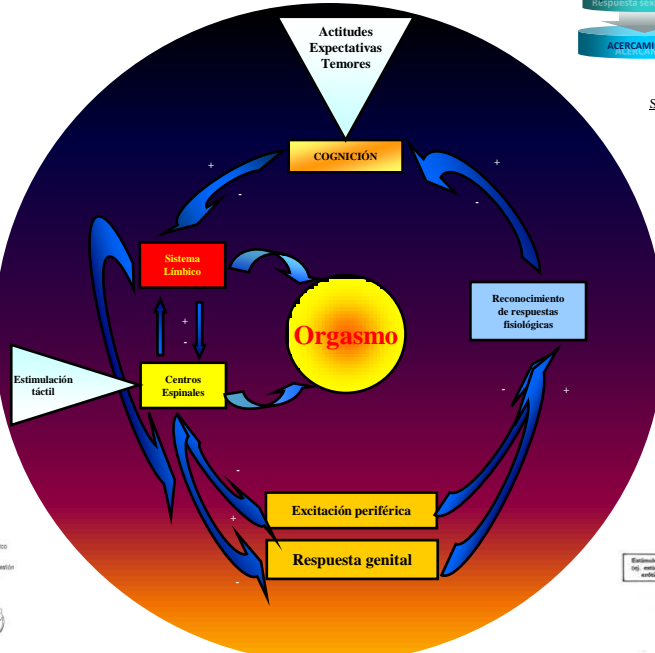 Respuesta
ACERCAMI
Actitudes
Expectativas
Temores
COGNICIÓN
+
+
-
-
Sistema
Límbico
Reconocimiento
de respuestas
fisiológicas
+
-
Orgasmo
Estimulación
táctil
Centros
Espinales
-
+
-
Excitación periférica
+
Respuesta genital
-